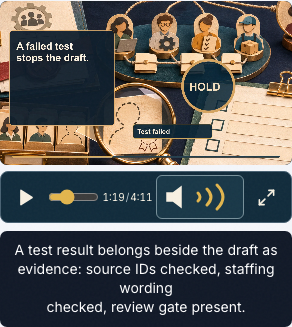 A failed test
stops the draft.
HOLD
Test failed
1:19/4:11
A test result belongs beside the draft as
evidence: source IDs checked, staffing
wording
checked, review gate present.